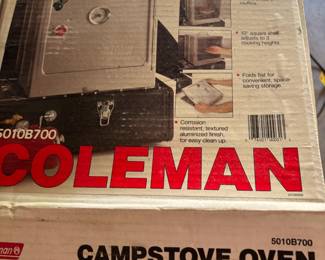 muffins.
• 10" square shelf
adjusts to 3
cooking heights.
• Folds flat for
convenient, space
saving storage.
• Corrosion
resistant, textured
aluminized finish,
for easy clean up.
5010B700
COLEMAN
5010B700
CAMPSTOVE OVEN